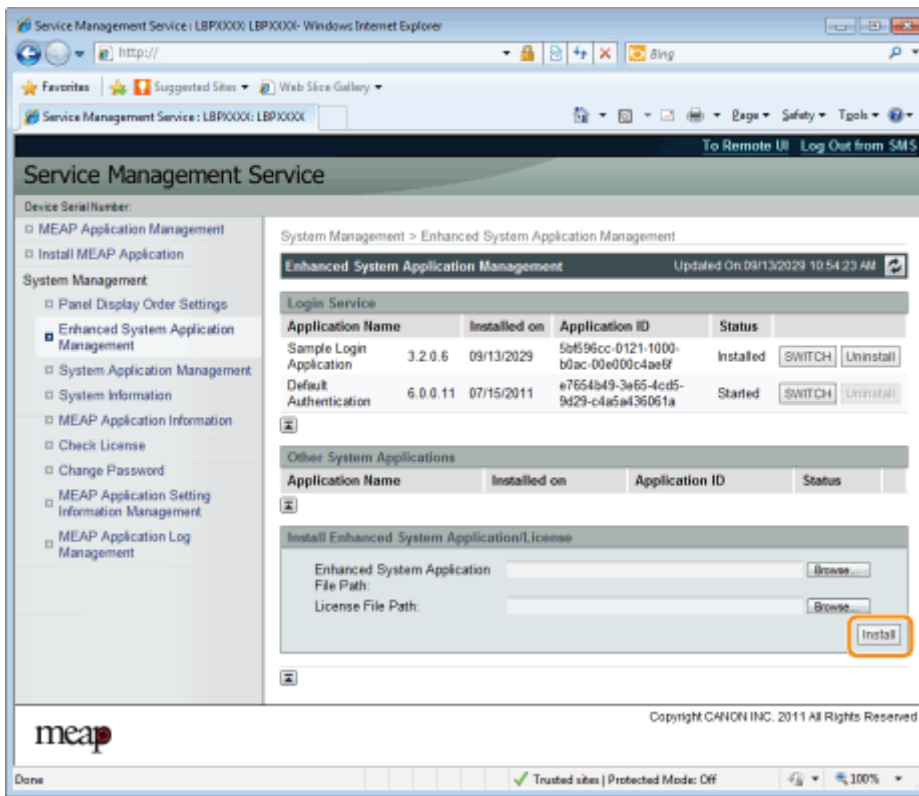 Service Management Service : LBPXXXX: LBPXXXX- Windows Internet Explorer
http://
Bing
Favorites Suggested Sites Web Slice Gallery
Service Management Service : LBPXXXX: LBPXXXX
Page Safety Tools
To Remote UI Log Out from SMS
Service Management Service
Device Serial Number:
MEAP Application Management
Install MEAP Application
System Management
Panel Display Order Settings
Enhanced System Application
Management
System Application Management
System Information
MEAP Application Information
Check License
Change Password
MEAP Application Setting
Information Management
MEAP Application Log
Management
System Management > Enhanced System Application Management
Enhanced System Application Management Updated On:09/13/2029 10:54:23 AM
Login Service
Application Name Installed on Application ID Status
Sample Login
Application 3.2.0.6 09/13/2029 5bf596cc-0121-1000-
b0ac-00e000c4ae6f Installed SWITCH Uninstall
Default
Authentication 6.0.0.11 07/15/2011 e7654b49-3e65-4cd5-
9d29-c4a5a436061a Started SWITCH Uninstall
Other System Applications
Application Name Installed on Application ID Status
Install Enhanced System Application/License
Enhanced System Application
File Path: Browse...
License File Path: Browse...
Install
Copyright CANON INC. 2011 All Rights Reserved
meap
Done Trusted sites | Protected Mode: Off 100%